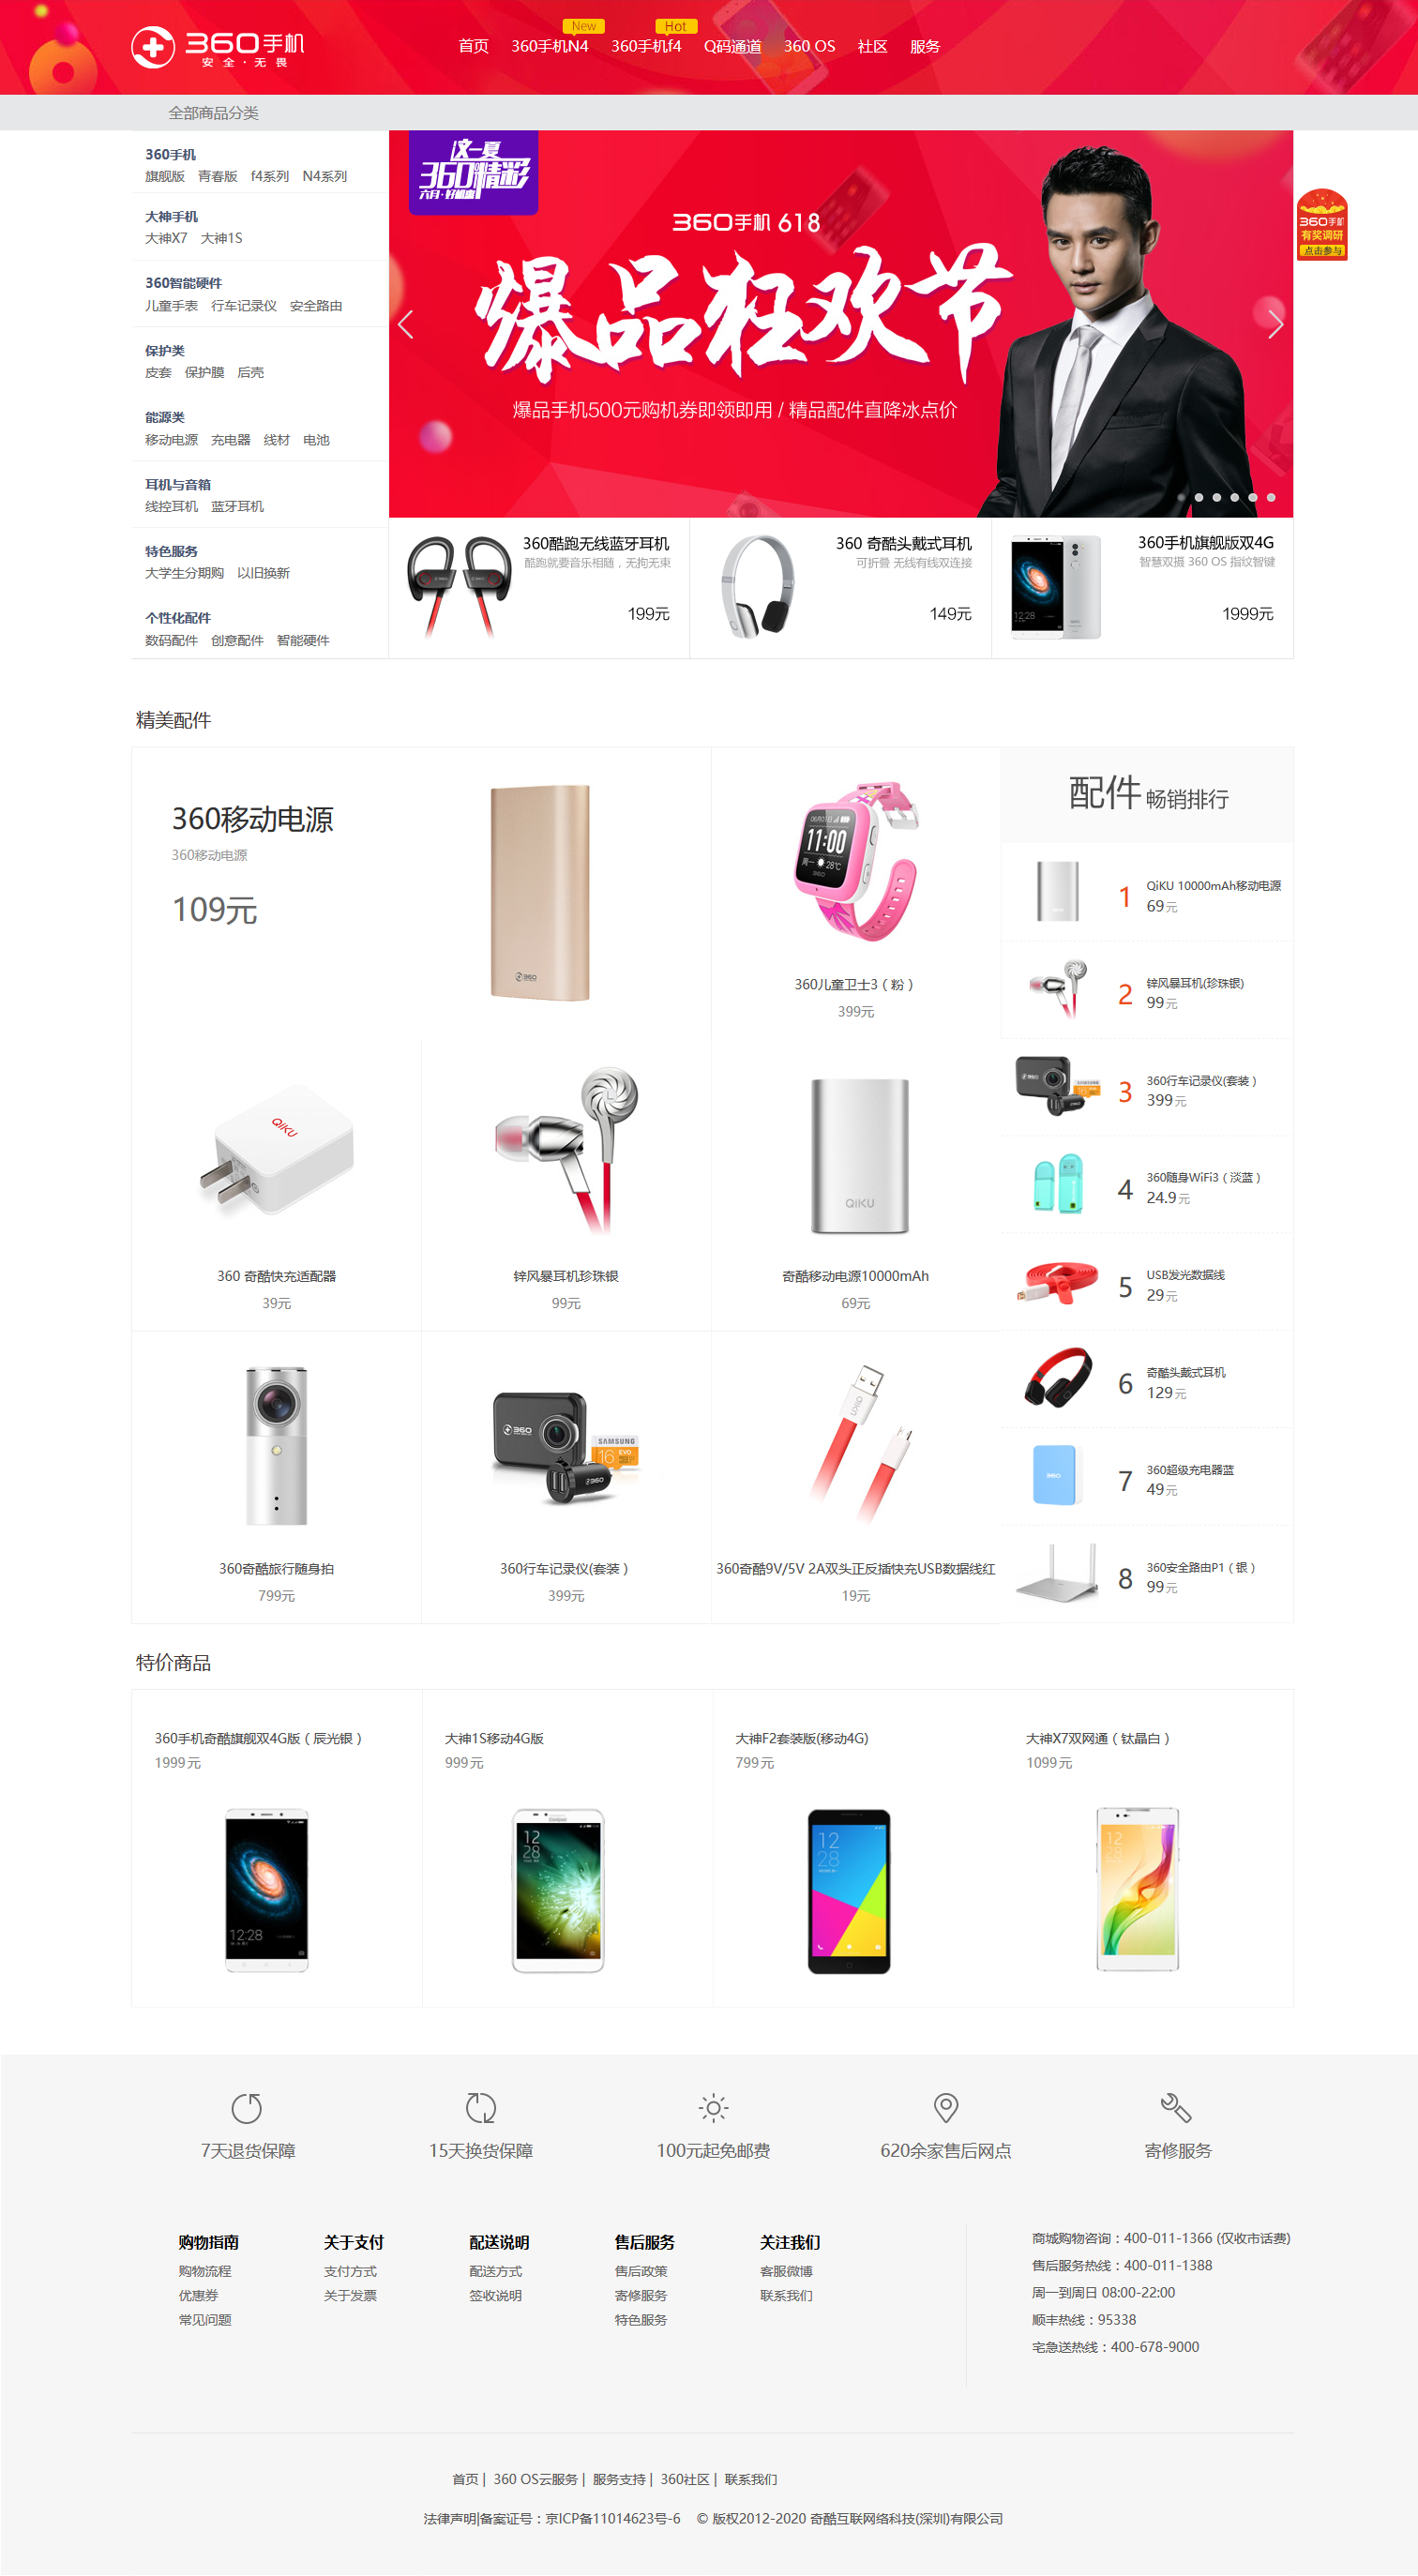 360手机
安全·无畏
首页 360手机N4 New 360手机f4 Hot Q码通道 360 OS 社区 服务
全部商品分类
360手机
旗舰版 青春版 f4系列 N4系列
大神手机
大神X7 大神1S
360智能硬件
儿童手表 行车记录仪 安全路由
保护类
皮套 保护膜 后壳
能源类
移动电源 充电器 线材 电池
耳机与音箱
线控耳机 蓝牙耳机
特色服务
大学生分期购 以旧换新
个性化配件
数码配件 创意配件 智能硬件
这一夏
360精彩
六月·好机惠
360手机 618
爆品狂欢节
爆品手机500元购机券即领即用 / 精品配件直降冰点价
360手机
有奖调研
点击参与
360酷跑无线蓝牙耳机
酷跑就要音乐相随，无拘无束
199元
360 奇酷头戴式耳机
可折叠 无线有线双连接
149元
360手机旗舰版双4G
智慧双摄 360 OS 指纹智键
1999元
12:28
精美配件
360移动电源
360移动电源
109元
360
06月01日
11:00
周一 28℃
360
360儿童卫士3（粉）
399元
QiKU
360 奇酷快充适配器
39元
锌风暴耳机珍珠银
99元
QiKU
奇酷移动电源10000mAh
69元
360奇酷旅行随身拍
799元
360
SAMSUNG
16 EVO
360
360行车记录仪(套装）
399元
QiKU
360奇酷9V/5V 2A双头正反插快充USB数据线红
19元
配件 畅销排行
1 QiKU 10000mAh移动电源
69元
2 锌风暴耳机(珍珠银)
99元
3 360行车记录仪(套装）
399元
4 360随身WiFi3（淡蓝）
24.9元
5 USB发光数据线
29元
6 奇酷头戴式耳机
129元
360
7 360超级充电器蓝
49元
8 360安全路由P1（银）
99元
特价商品
360手机奇酷旗舰双4G版（辰光银）
1999元
12:28
大神1S移动4G版
999元
12
28
大神F2套装版(移动4G)
799元
12
28
大神X7双网通（钛晶白）
1099元
12
28
7天退货保障
15天换货保障
100元起免邮费
620余家售后网点
寄修服务
购物指南
购物流程
优惠券
常见问题
关于支付
支付方式
关于发票
配送说明
配送方式
签收说明
售后服务
售后政策
寄修服务
特色服务
关注我们
客服微博
联系我们
商城购物咨询：400-011-1366 (仅收市话费)
售后服务热线：400-011-1388
周一到周日 08:00-22:00
顺丰热线：95338
宅急送热线：400-678-9000
首页 | 360 OS云服务 | 服务支持 | 360社区 | 联系我们
法律声明|备案证号：京ICP备11014623号-6 © 版权2012-2020 奇酷互联网络科技(深圳)有限公司